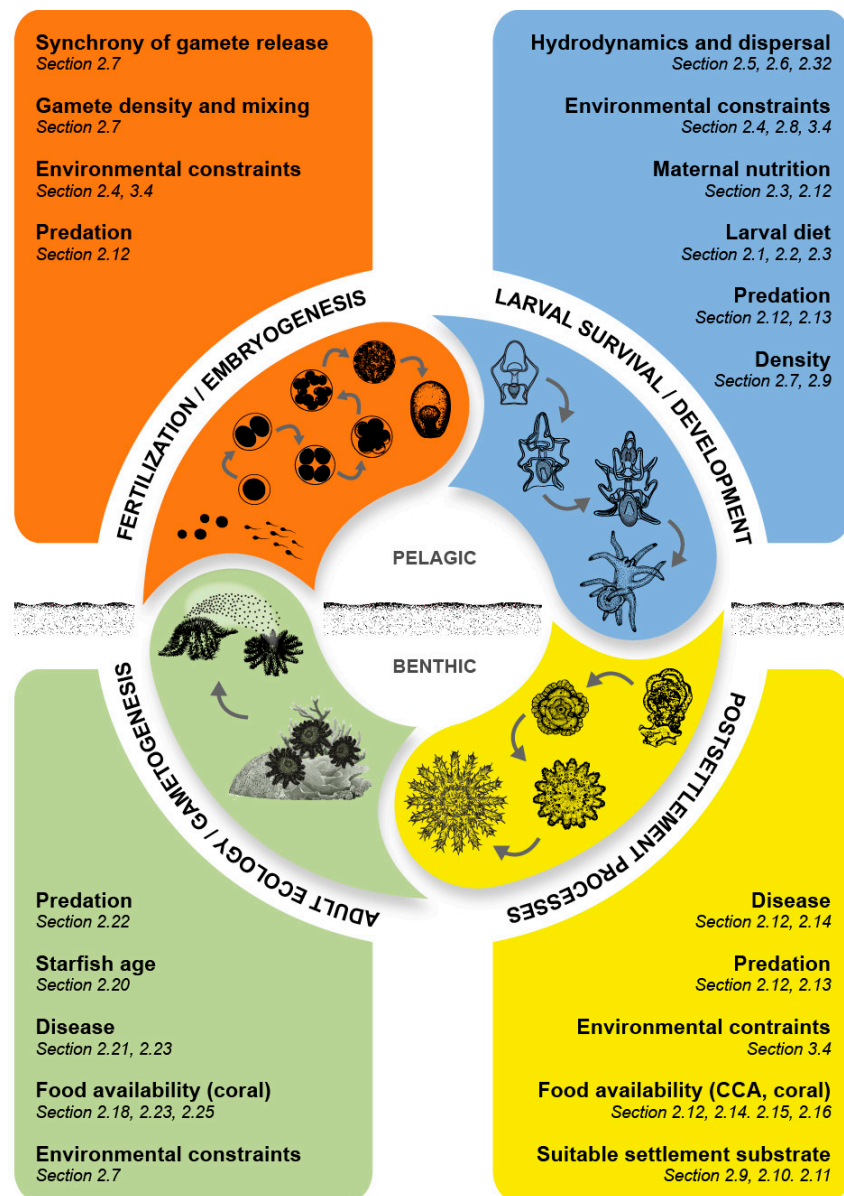 Synchrony of gamete release
Section 2.7
Gamete density and mixing
Section 2.7
Environmental constraints
Section 2.4, 3.4
Predation
Section 2.12
Hydrodynamics and dispersal
Section 2.5, 2.6, 2.32
Environmental constraints
Section 2.4, 2.8, 3.4
Maternal nutrition
Section 2.3, 2.12
Larval diet
Section 2.1, 2.2, 2.3
Predation
Section 2.12, 2.13
Density
Section 2.7, 2.9
FERTILIZATION / EMBRYOGENESIS
LARVAL SURVIVAL / DEVELOPMENT
PELAGIC
BENTHIC
ADULT ECOLOGY / GAMETOGENESIS
POSTSETTLEMENT PROCESSES
Predation
Section 2.22
Starfish age
Section 2.20
Disease
Section 2.21, 2.23
Food availability (coral)
Section 2.18, 2.23, 2.25
Environmental constraints
Section 2.7
Disease
Section 2.12, 2.14
Predation
Section 2.12, 2.13
Environmental contraints
Section 3.4
Food availability (CCA, coral)
Section 2.12, 2.14. 2.15, 2.16
Suitable settlement substrate
Section 2.9, 2.10. 2.11